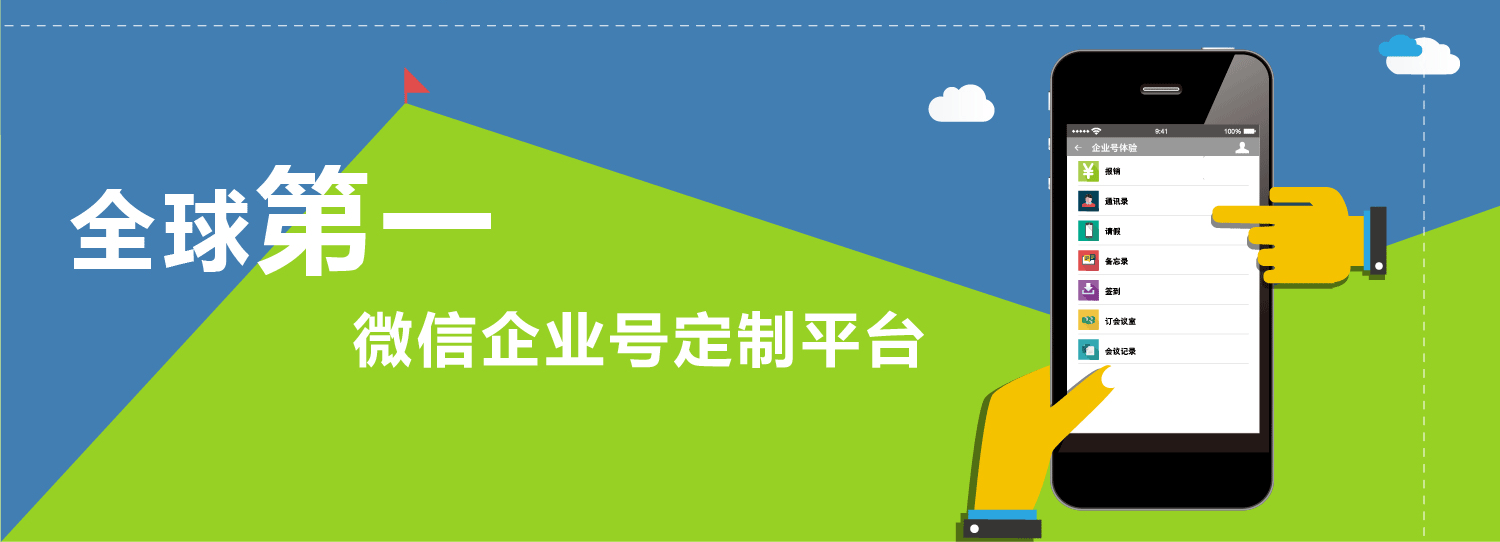 全球第一
微信企业号定制平台
9:41
100%
企业号体验
报销
通讯录
请假
备忘录
签到
订会议室
会议记录